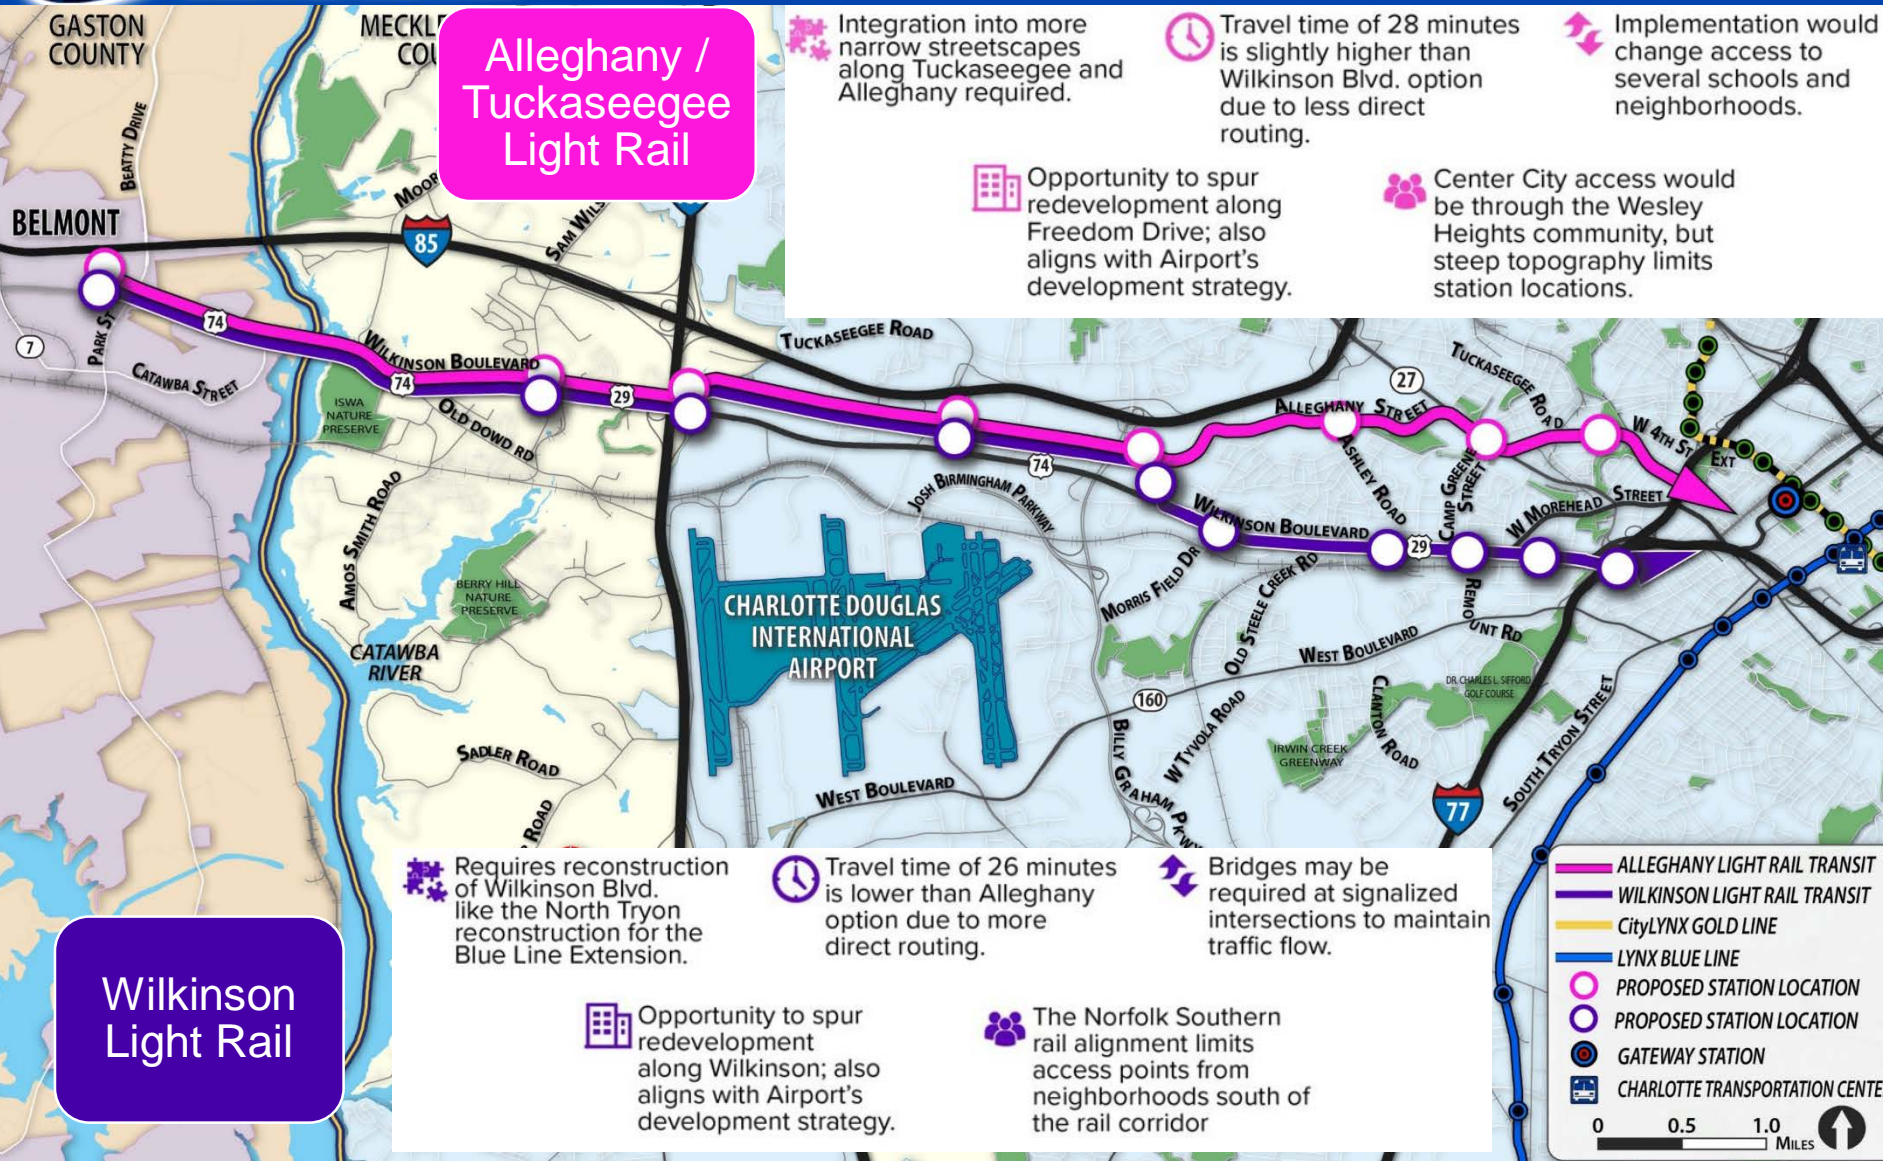 GASTON
COUNTY
MECKL
COU
Alleghany /
Tuckaseegee
Light Rail
Integration into more
narrow streetscapes
along Tuckaseegee and
Alleghany required.
Travel time of 28 minutes
is slightly higher than
Wilkinson Blvd. option
due to less direct
routing.
Implementation would
change access to
several schools and
neighborhoods.
Opportunity to spur
redevelopment along
Freedom Drive; also
aligns with Airport's
development strategy.
Center City access would
be through the Wesley
Heights community, but
steep topography limits
station locations.
BEATTY DRIVE
MOOR
SAM WILS
BELMONT
85
7
PARK ST
74
CATAWBA STREET
WILKINSON BOULEVARD
74
29
ISWA
NATURE
PRESERVE
OLD DOWD RD
TUCKASEEGEE ROAD
TUCKASEEGEE ROAD
27
ALLEGHANY STREET
W 4TH ST EXT
74
ASHLEY ROAD
CAMP GREENE
STREET
W MOREHEAD STREET
JOSH BIRMINGHAM PARKWAY
WILKINSON BOULEVARD
29
AMOS SMITH ROAD
BERRY HILL
NATURE
PRESERVE
CATAWBA
RIVER
CHARLOTTE DOUGLAS
INTERNATIONAL
AIRPORT
MORRIS FIELD DR
OLD STEELE CREEK RD
REMOUNT RD
WEST BOULEVARD
160
W TYVOLA ROAD
DR. CHARLES L. SIFFORD
GOLF COURSE
CLANTON ROAD
IRWIN CREEK
GREENWAY
SOUTH TRYON STREET
BILLY GRAHAM PKWY
SADLER ROAD
WEST BOULEVARD
ROAD
77
Wilkinson
Light Rail
Requires reconstruction
of Wilkinson Blvd.
like the North Tryon
reconstruction for the
Blue Line Extension.
Travel time of 26 minutes
is lower than Alleghany
option due to more
direct routing.
Bridges may be
required at signalized
intersections to maintain
traffic flow.
Opportunity to spur
redevelopment
along Wilkinson; also
aligns with Airport's
development strategy.
The Norfolk Southern
rail alignment limits
access points from
neighborhoods south of
the rail corridor
ALLEGHANY LIGHT RAIL TRANSIT
WILKINSON LIGHT RAIL TRANSIT
CityLYNX GOLD LINE
LYNX BLUE LINE
PROPOSED STATION LOCATION
PROPOSED STATION LOCATION
GATEWAY STATION
CHARLOTTE TRANSPORTATION CENTE
0 0.5 1.0
MILES